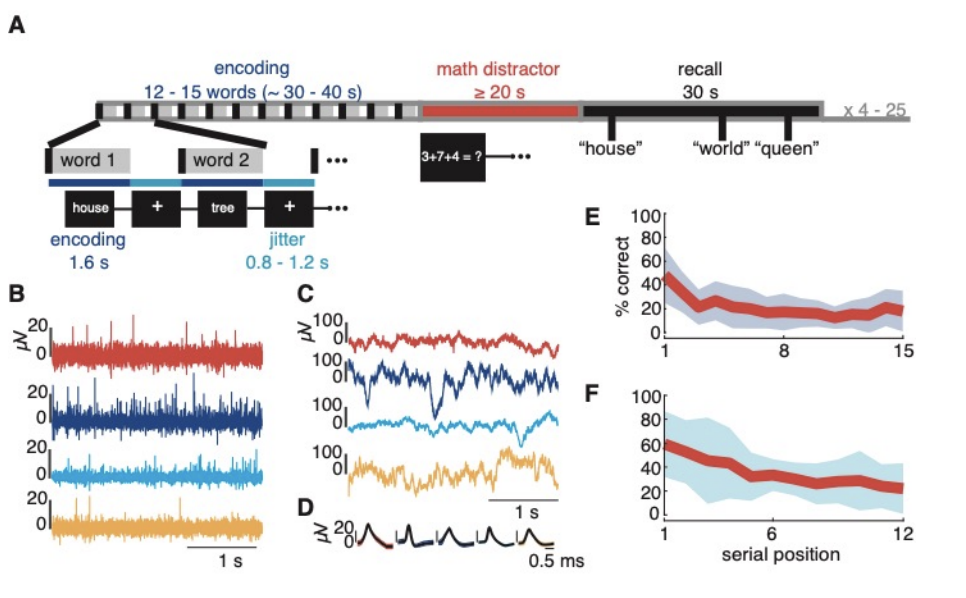 A
encoding
12 - 15 words (~ 30 - 40 s)
math distractor
≥ 20 s
recall
30 s
x 4 - 25
word 1
word 2
•••
house
+
tree
+
•••
encoding
1.6 s
jitter
0.8 - 1.2 s
3+7+4 = ?
•••
“house”
“world”
“queen”
B
µV
20
0
20
0
20
0
20
0
1 s
C
µV
100
0
100
0
100
0
100
0
1 s
D
µV
20
0
0.5 ms
E
% correct
100
80
60
40
20
0
1
8
15
F
100
80
60
40
20
0
1
6
12
serial position